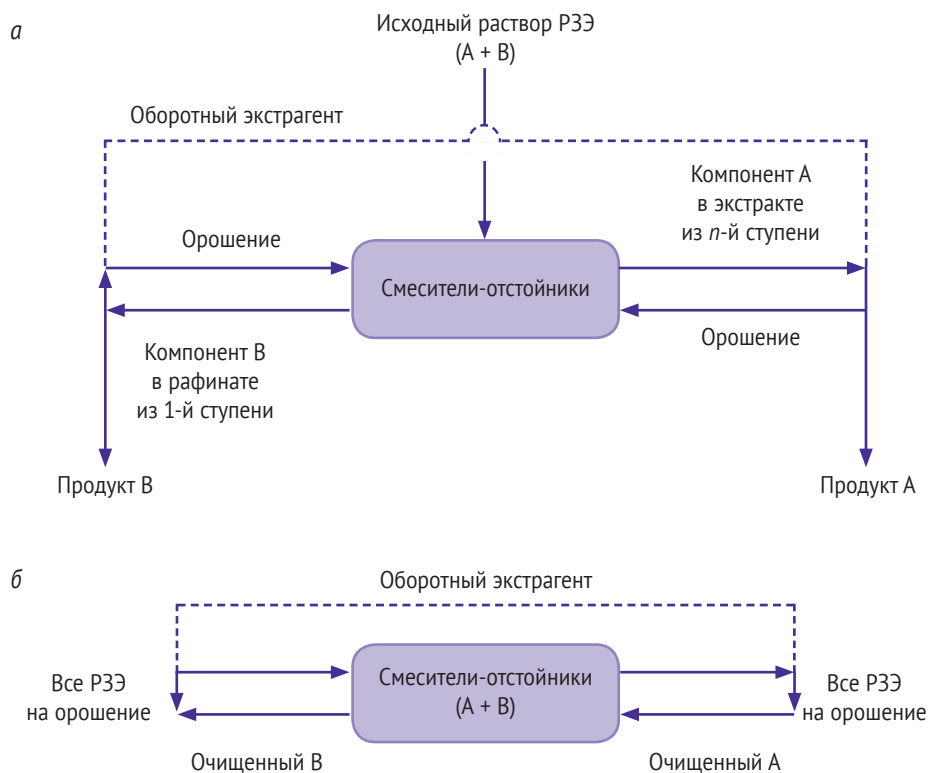 а
Исходный раствор РЗЭ
(А + В)
Оборотный экстрагент
Компонент А
в экстракте
из n-й ступени
Орошение
Смесители-отстойники
Орошение
Компонент В
в рафинате
из 1-й ступени
Продукт В
Продукт А
б
Оборотный экстрагент
Все РЗЭ
на орошение
Смесители-отстойники
(А + В)
Все РЗЭ
на орошение
Очищенный В
Очищенный А